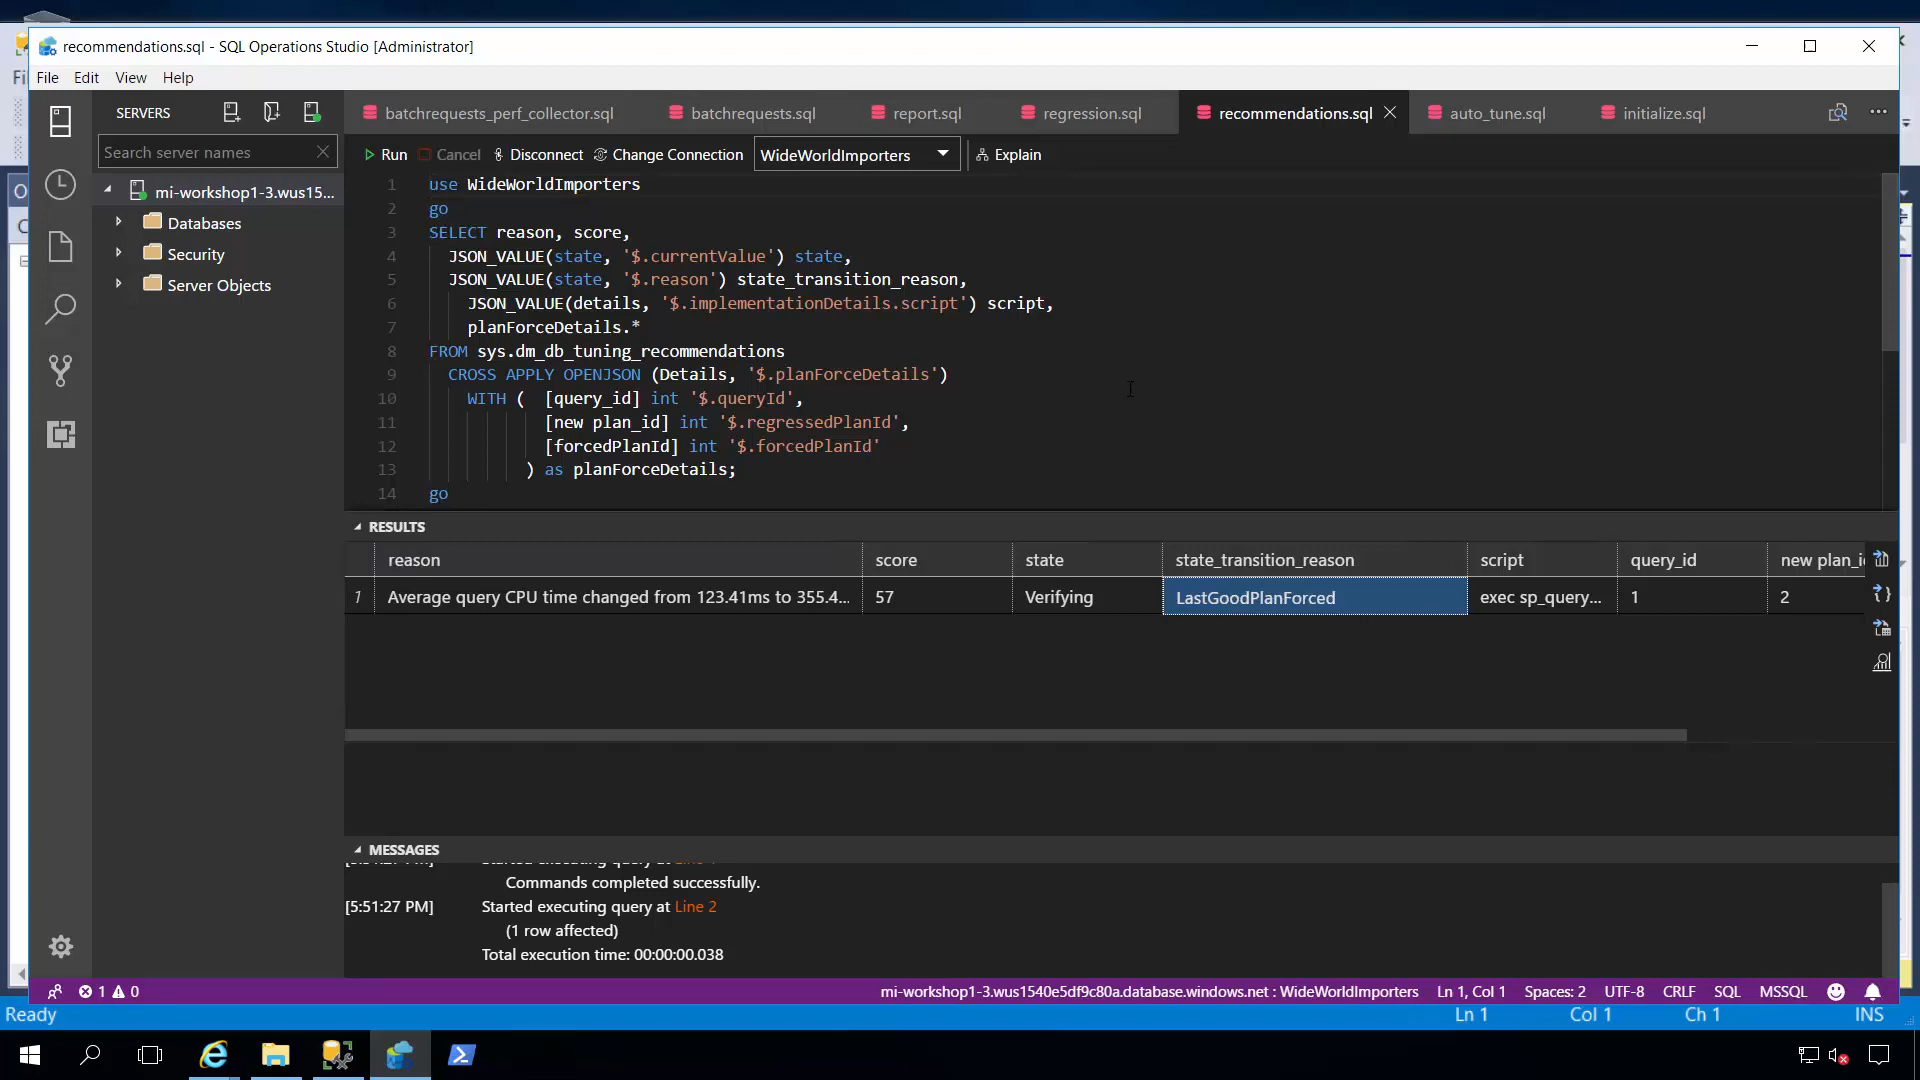 recommendations.sql - SQL Operations Studio [Administrator]
File Edit View Help
SERVERS
batchrequests_perf_collector.sql batchrequests.sql report.sql regression.sql recommendations.sql auto_tune.sql initialize.sql
Search server names
Run Cancel Disconnect Change Connection WideWorldImporters Explain
mi-workshop1-3.wus15...
Databases
Security
Server Objects
1 use WideWorldImporters
2 go
3 SELECT reason, score,
4 JSON_VALUE(state, '$.currentValue') state,
5 JSON_VALUE(state, '$.reason') state_transition_reason,
6 JSON_VALUE(details, '$.implementationDetails.script') script,
7 planForceDetails.*
8 FROM sys.dm_db_tuning_recommendations
9 CROSS APPLY OPENJSON (Details, '$.planForceDetails')
10 WITH ( [query_id] int '$.queryId',
11 [new plan_id] int '$.regressedPlanId',
12 [forcedPlanId] int '$.forcedPlanId'
13 ) as planForceDetails;
14 go
RESULTS
reason score state state_transition_reason script query_id new plan_i
1 Average query CPU time changed from 123.41ms to 355.4... 57 Verifying LastGoodPlanForced exec sp_query... 1 2
MESSAGES
Commands completed successfully.
[5:51:27 PM] Started executing query at Line 2
(1 row affected)
Total execution time: 00:00:00.038
1 0
mi-workshop1-3.wus1540e5df9c80a.database.windows.net : WideWorldImporters Ln 1, Col 1 Spaces: 2 UTF-8 CRLF SQL MSSQL
Ready Ln 1 Col 1 Ch 1 INS